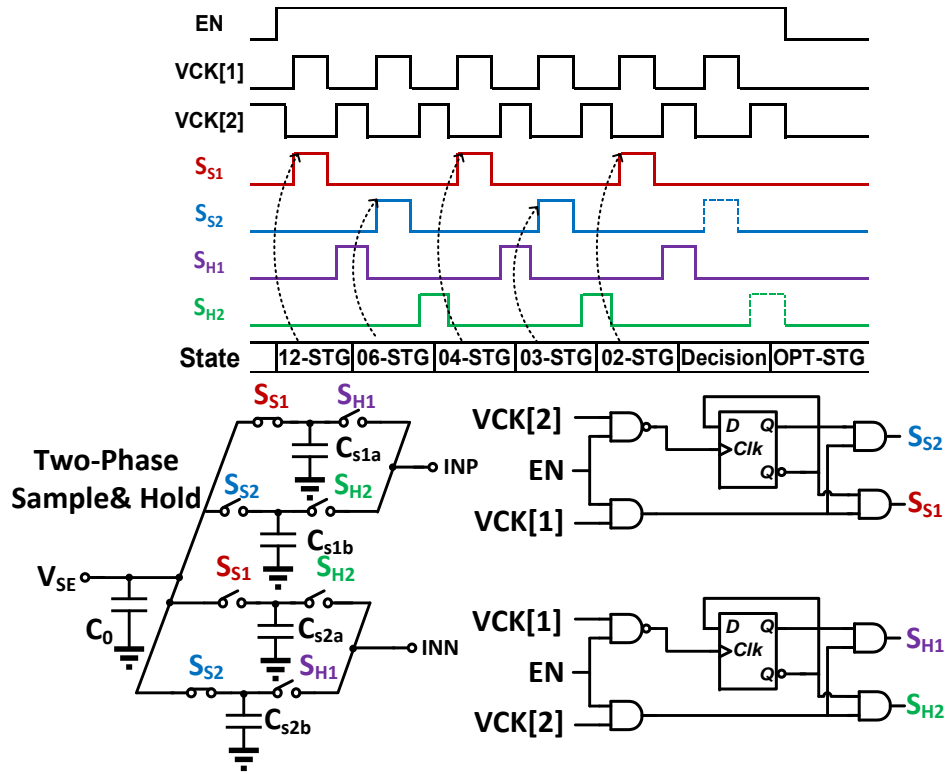 EN
VCK[1]
VCK[2]
SS1
SS2
SH1
SH2
State 12-STG 06-STG 04-STG 03-STG 02-STG Decision OPT-STG
Two-Phase
Sample& Hold
SS1 SH1
Cs1a
INP
SS2 SH2
Cs1b
VSE
C0
SS1 SH2
Cs2a
INN
SS2 SH1
Cs2b
VCK[2]
EN
VCK[1]
D Q
Clk
Q
SS2
SS1
VCK[1]
EN
VCK[2]
D Q
Clk
Q
SH1
SH2